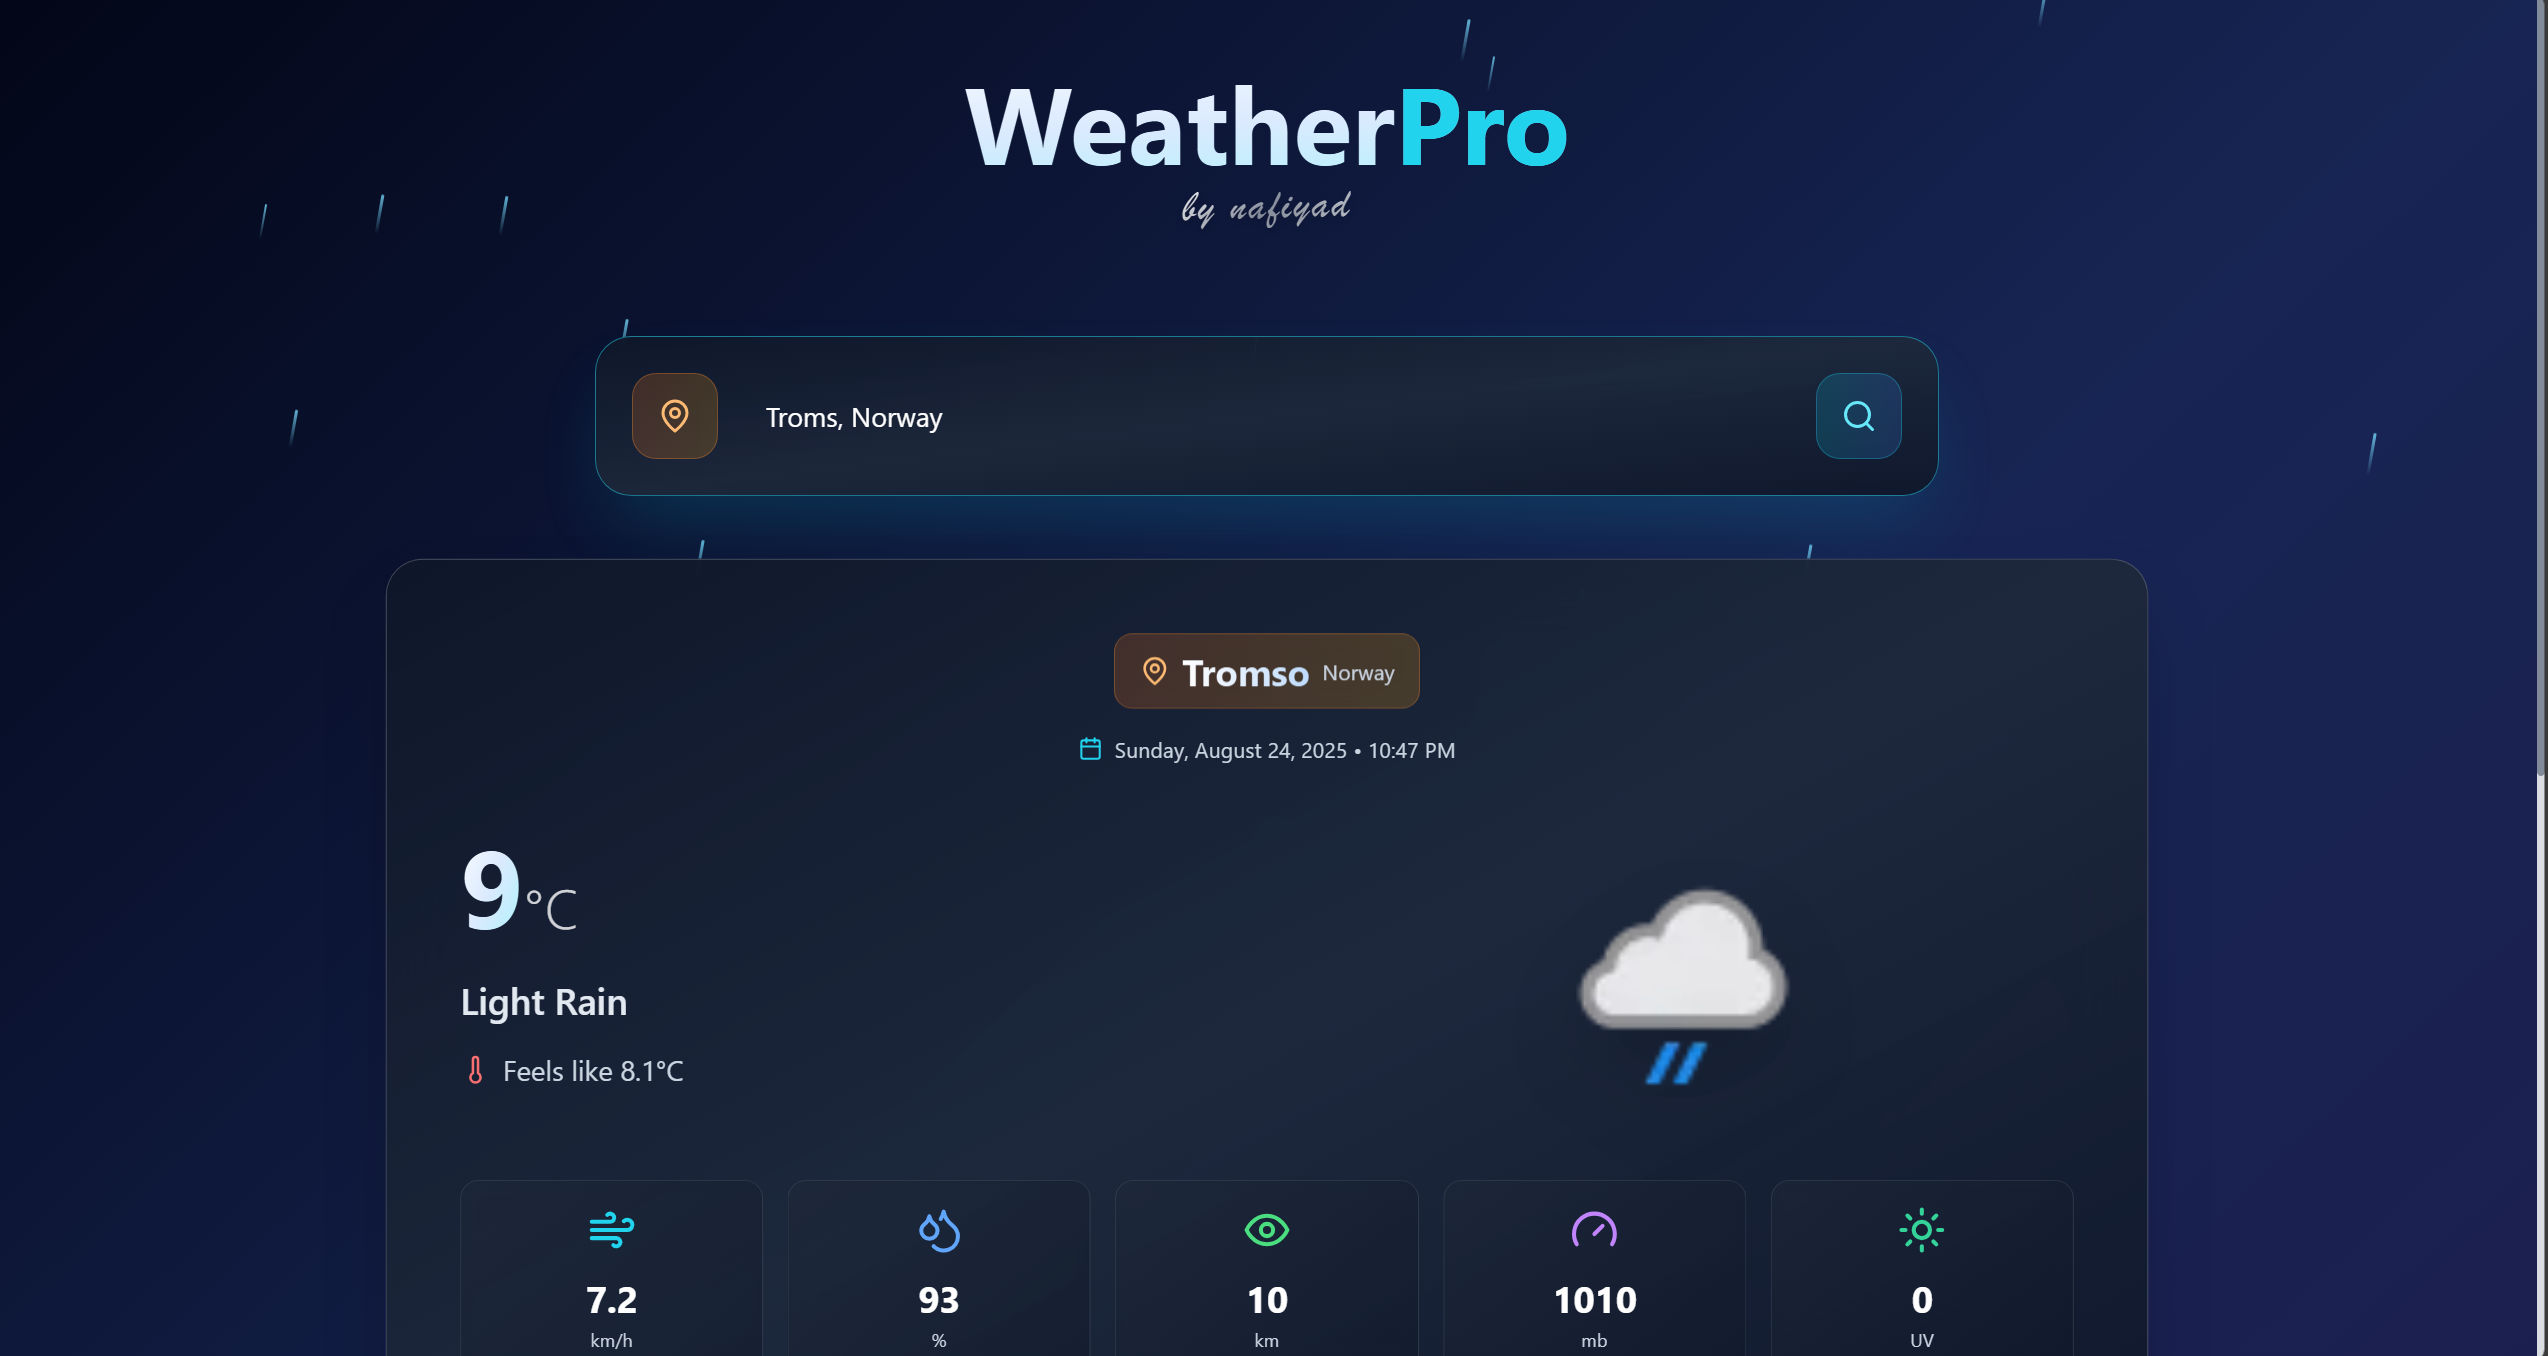 WeatherPro
by nafiyad
Troms, Norway
Tromso Norway
Sunday, August 24, 2025 • 10:47 PM
9°C
Light Rain
Feels like 8.1°C
7.2 93 10 1010 0
km/h % km mb UV